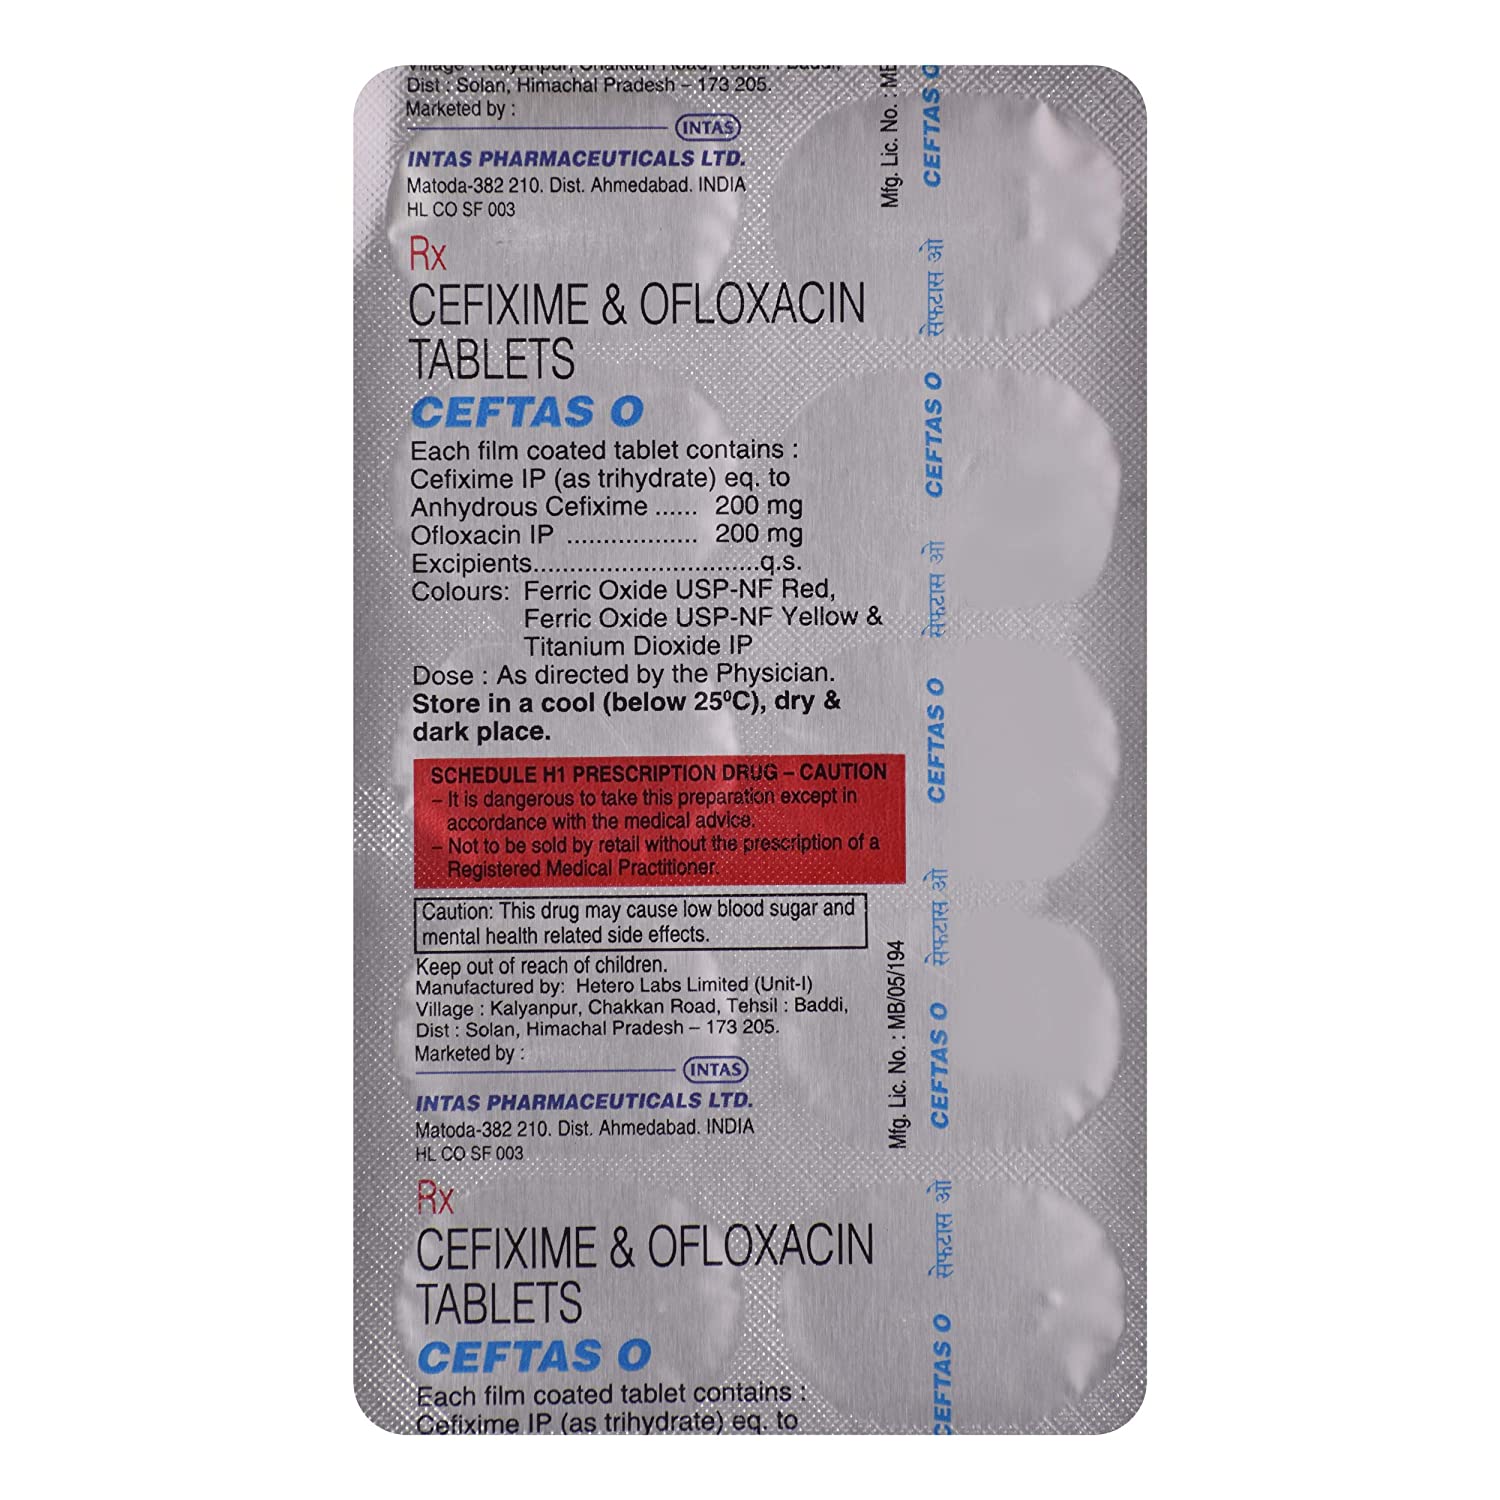 Village : Kalyanpur, Chakkan Road, Tehsil : Baddi,
Dist : Solan, Himachal Pradesh – 173 205.
Marketed by :
INTAS
INTAS PHARMACEUTICALS LTD.
Matoda-382 210. Dist. Ahmedabad. INDIA
HL CO SF 003
Rx
CEFIXIME & OFLOXACIN
TABLETS
CEFTAS O
Each film coated tablet contains :
Cefixime IP (as trihydrate) eq. to
Anhydrous Cefixime ...... 200 mg
Ofloxacin IP .................. 200 mg
Excipients..............................q.s.
Colours: Ferric Oxide USP-NF Red,
Ferric Oxide USP-NF Yellow &
Titanium Dioxide IP
Dose : As directed by the Physician.
Store in a cool (below 25⁰C), dry &
dark place.
SCHEDULE H1 PRESCRIPTION DRUG – CAUTION
– It is dangerous to take this preparation except in
accordance with the medical advice.
– Not to be sold by retail without the prescription of a
Registered Medical Practitioner.
Caution: This drug may cause low blood sugar and
mental health related side effects.
Keep out of reach of children.
Manufactured by: Hetero Labs Limited (Unit-I)
Village : Kalyanpur, Chakkan Road, Tehsil : Baddi,
Dist : Solan, Himachal Pradesh – 173 205.
Marketed by :
INTAS
INTAS PHARMACEUTICALS LTD.
Matoda-382 210. Dist. Ahmedabad. INDIA
HL CO SF 003
Rx
CEFIXIME & OFLOXACIN
TABLETS
CEFTAS O
Each film coated tablet contains :
Cefixime IP (as trihydrate) eq. to
Mfg. Lic. No. : MB
Mfg. Lic. No. : MB/05/194
CEFTAS O सेफटास ओ CEFTAS O सेफटास ओ CEFTAS O सेफटास ओ CEFTAS O सेफटास ओ CEFTAS O